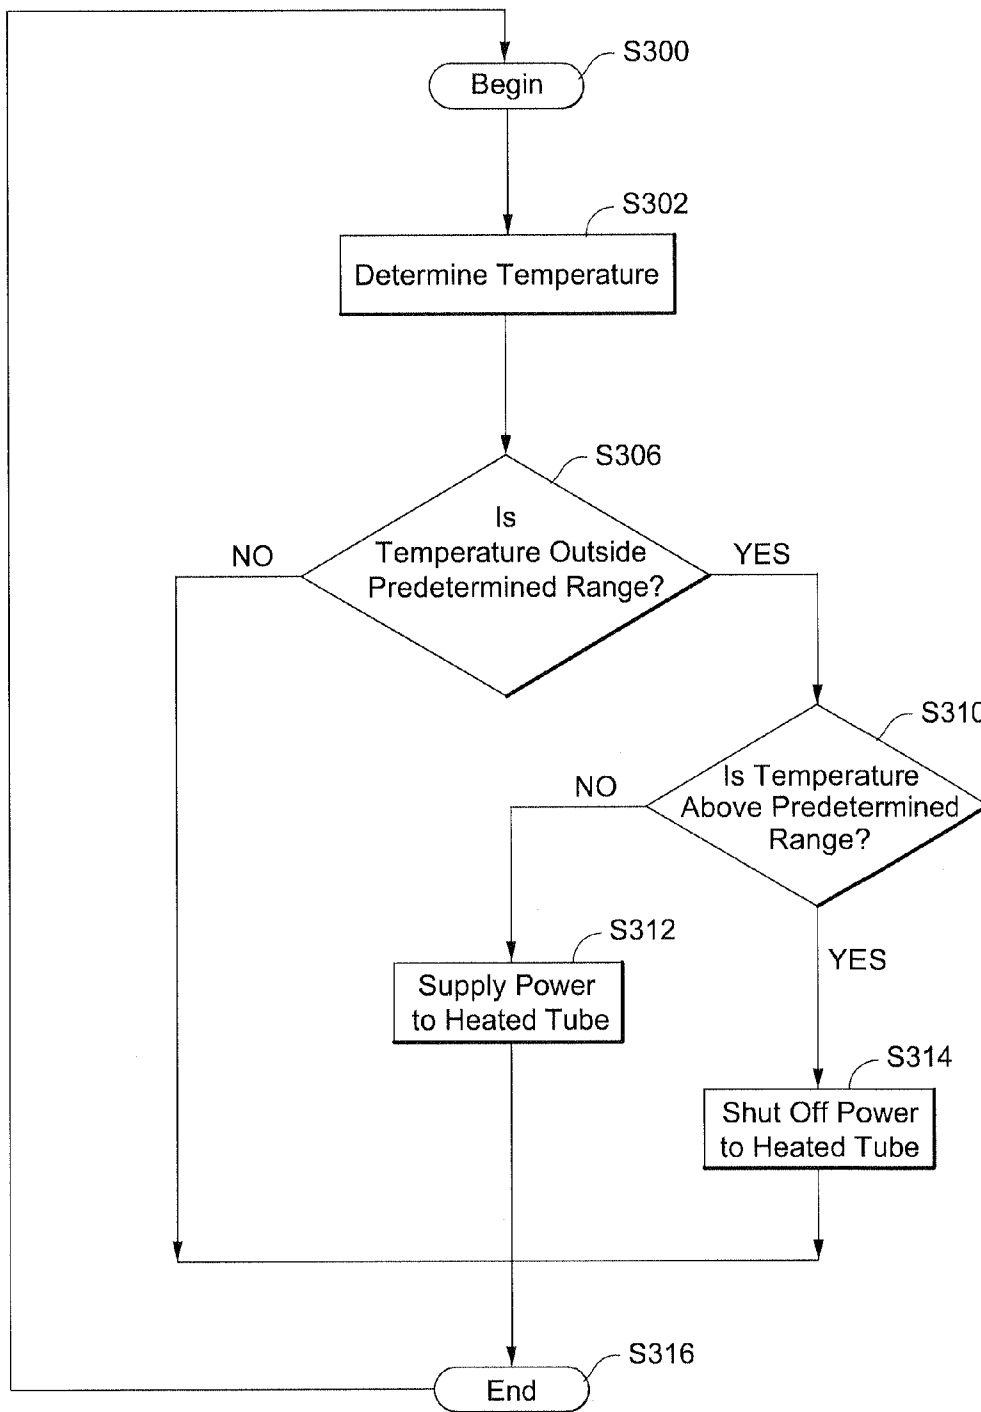 S300
Begin
S302
Determine Temperature
S306
Is
Temperature Outside
Predetermined Range?
NO
YES
S310
Is Temperature
Above Predetermined
Range?
NO
YES
S312
Supply Power
to Heated Tube
S314
Shut Off Power
to Heated Tube
S316
End